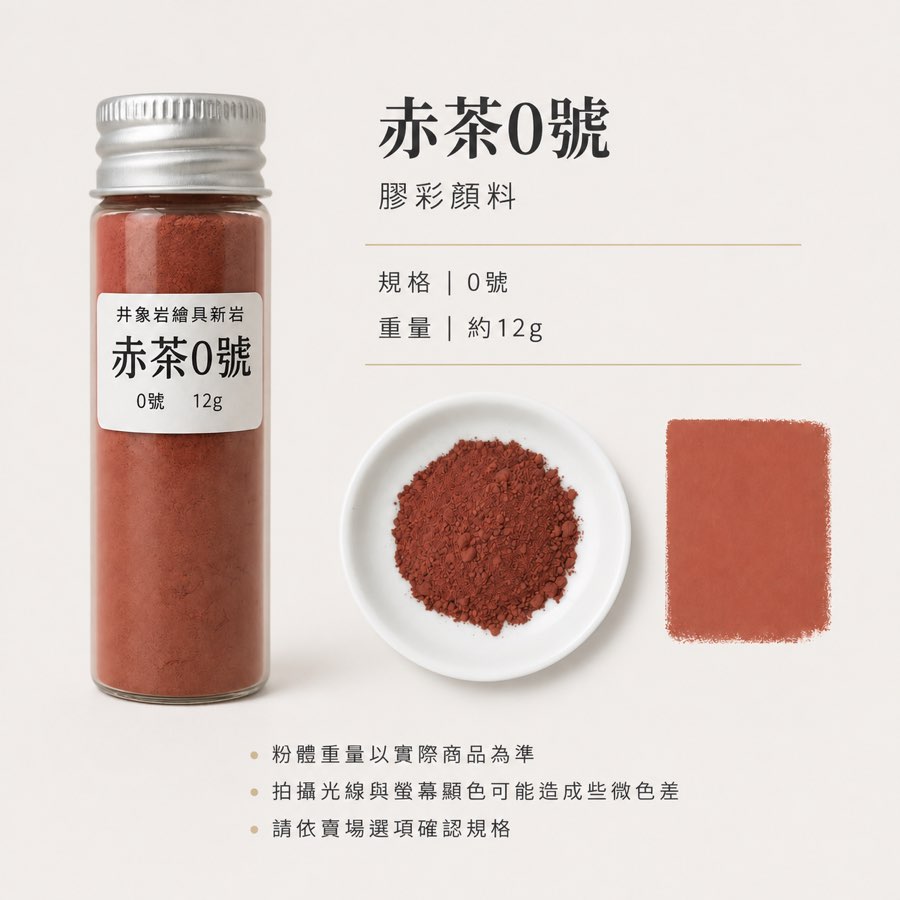 赤茶0號
膠彩顏料
規格｜0號
重量｜約12g
井象岩繪具新岩
赤茶0號
0號 12g
• 粉體重量以實際商品為準
• 拍攝光線與螢幕顯色可能造成些微色差
• 請依賣場選項確認規格